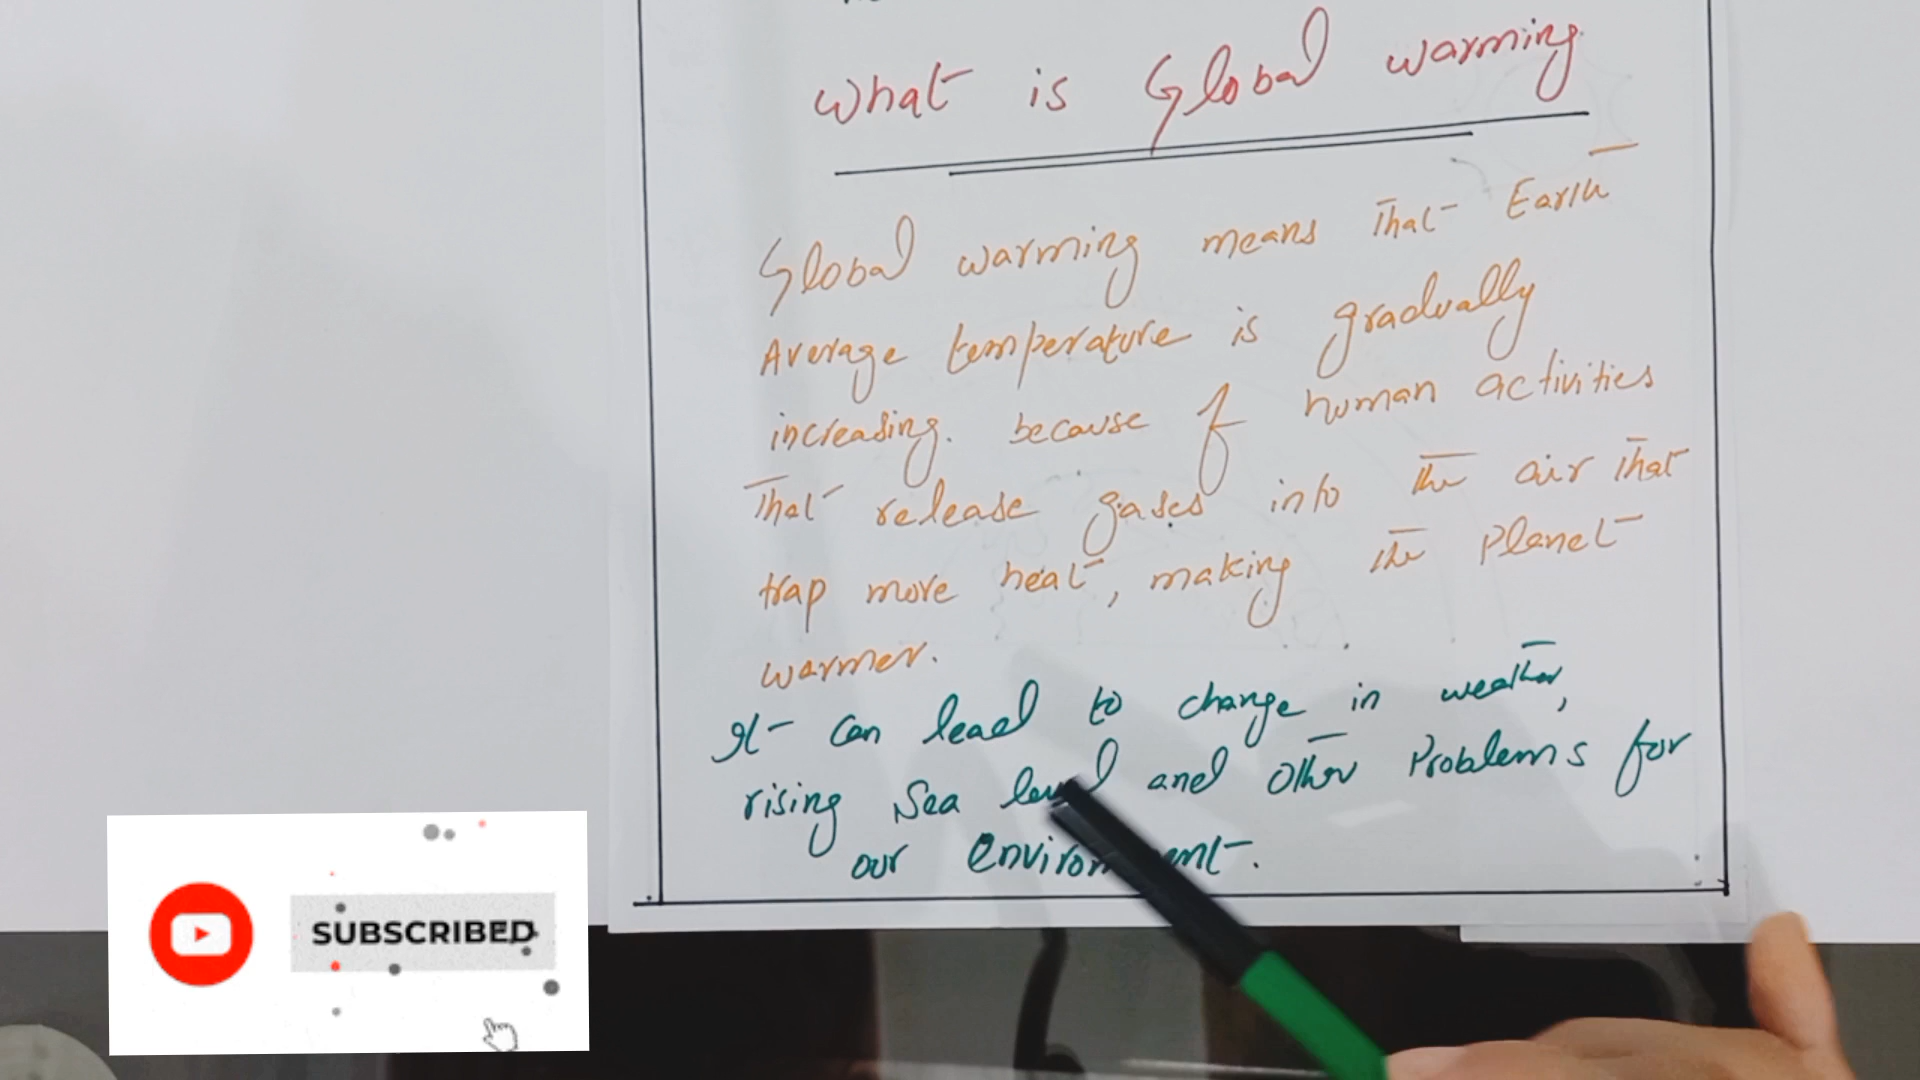 What is Global warming
Global warming means that Earth
Average temperature is gradually
increasing. because of human activities
That release gases into the air that
trap more heat, making the Planet
warmer.
It can lead to change in weather,
rising Sea level and other Problems for
our Environment.
SUBSCRIBED